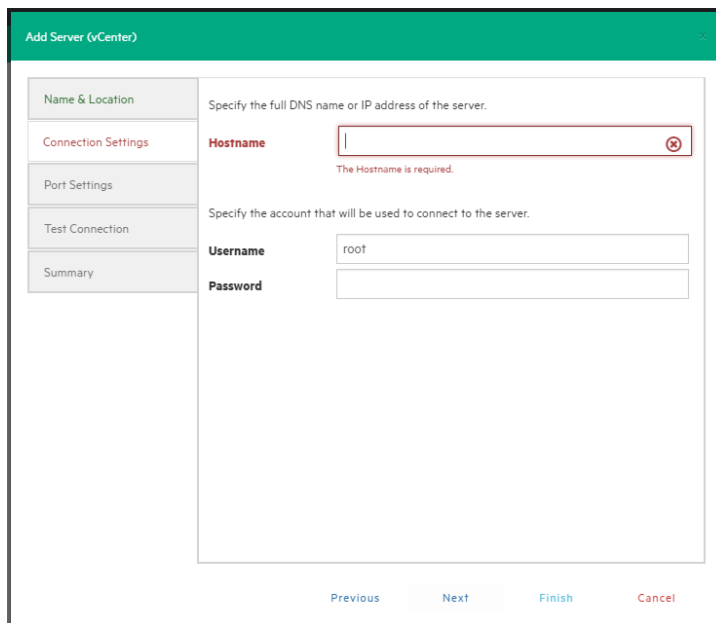 Add Server (vCenter)
Name & Location
Connection Settings
Port Settings
Test Connection
Summary
Specify the full DNS name or IP address of the server.
Hostname
The Hostname is required.
Specify the account that will be used to connect to the server.
Username root
Password
Previous Next Finish Cancel